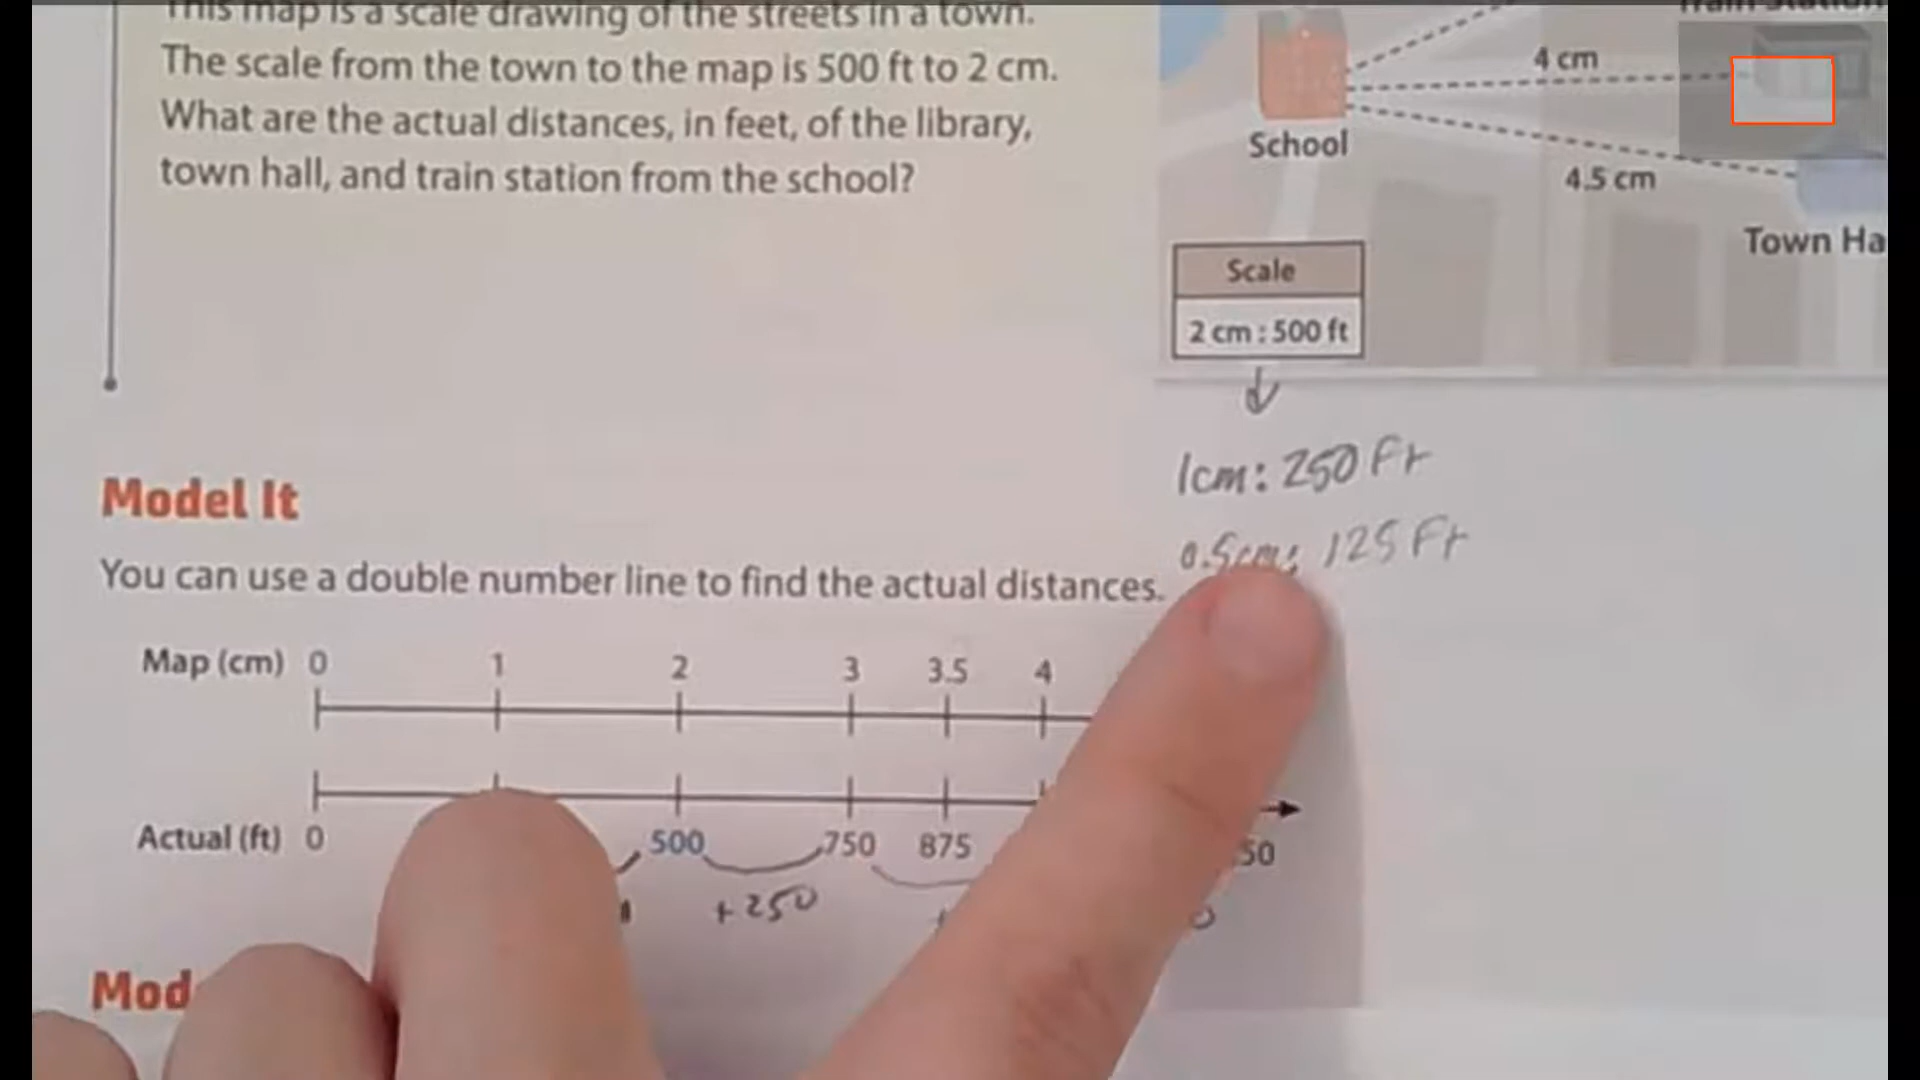 This map is a scale drawing of the streets in a town.
The scale from the town to the map is 500 ft to 2 cm.
What are the actual distances, in feet, of the library,
town hall, and train station from the school?
Train Station
4 cm
School
4.5 cm
Town Ha
Scale
2 cm : 500 ft
1cm: 250 Ft
0.5cm: 125 Ft
Model It
You can use a double number line to find the actual distances.
Map (cm) 0 1 2 3 3.5 4
Actual (ft) 0 500 750 875 50
+250
Mod